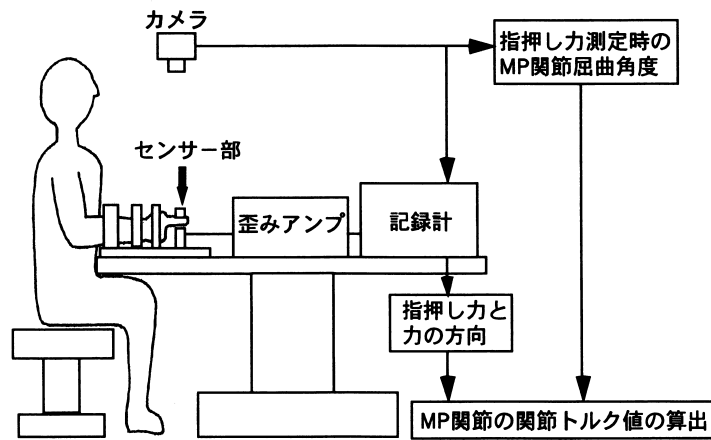 カメラ
指押し力測定時の
MP関節屈曲角度
センサー部
歪みアンプ
記録計
指押し力と
力の方向
MP関節の関節トルク値の算出